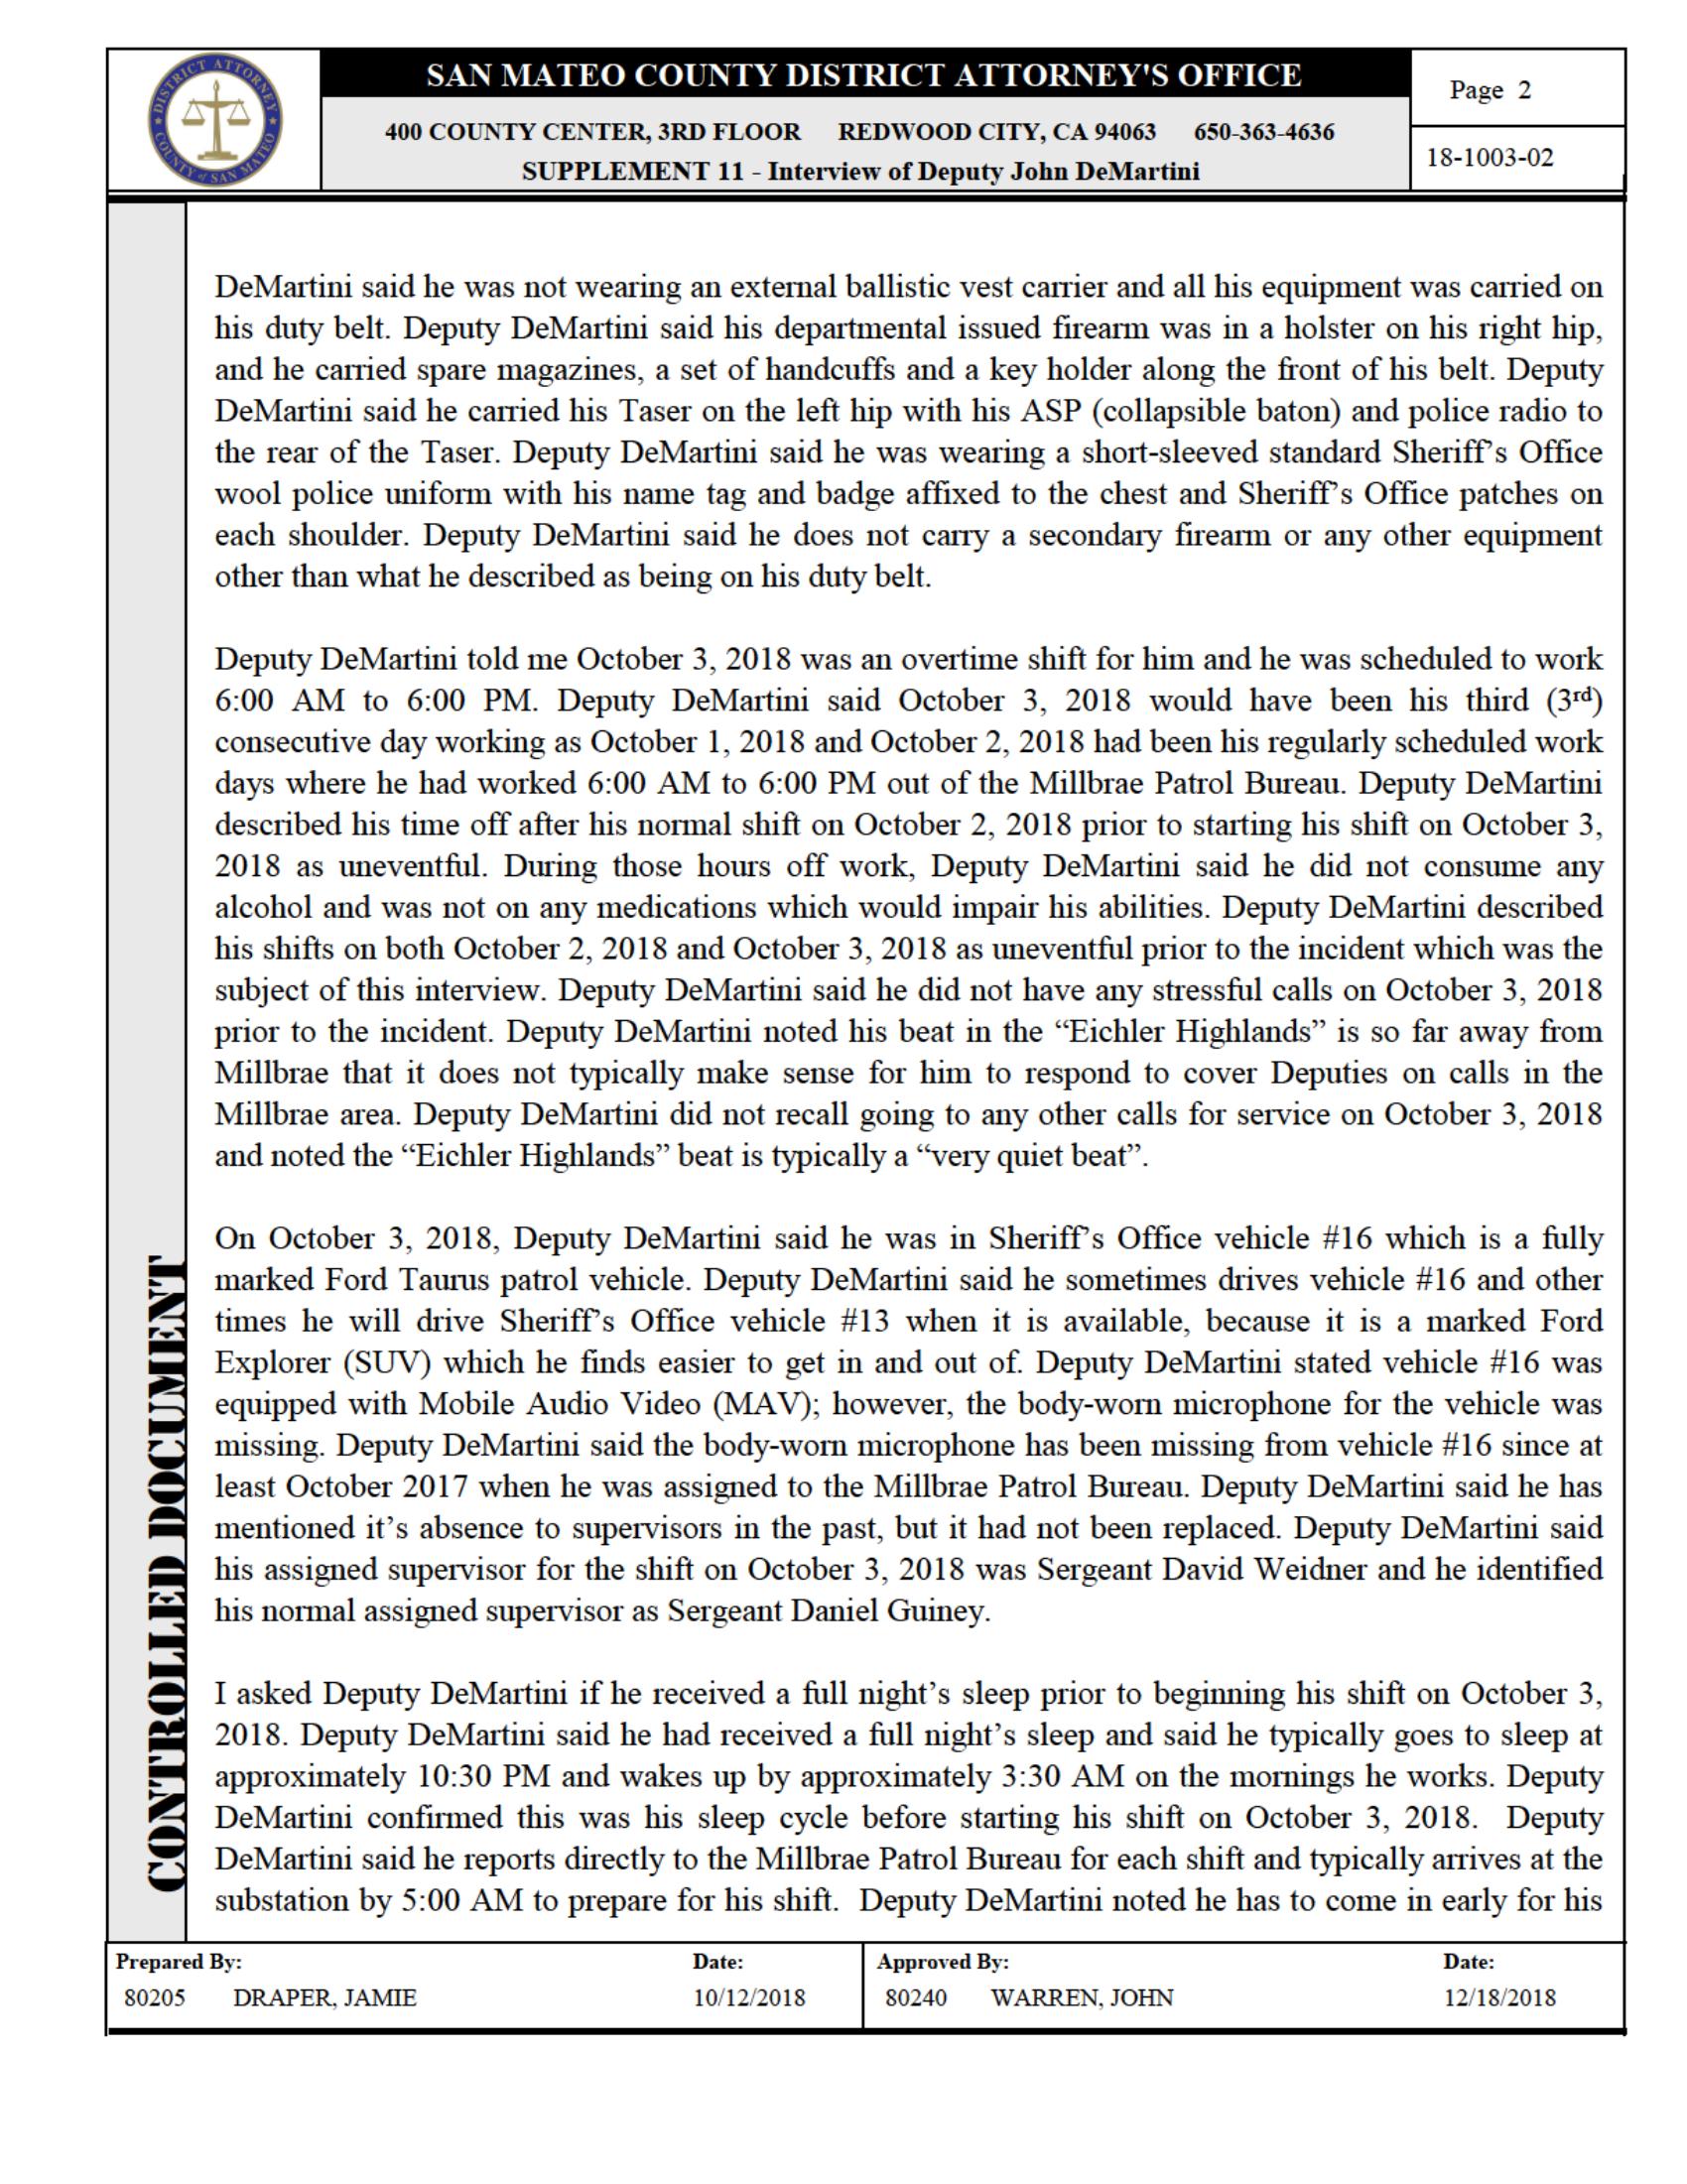 DISTRICT ATTORNEY
COUNTY of SAN MATEO
SAN MATEO COUNTY DISTRICT ATTORNEY'S OFFICE
400 COUNTY CENTER, 3RD FLOOR REDWOOD CITY, CA 94063 650-363-4636
SUPPLEMENT 11 - Interview of Deputy John DeMartini
Page 2
18-1003-02
DeMartini said he was not wearing an external ballistic vest carrier and all his equipment was carried on
his duty belt. Deputy DeMartini said his departmental issued firearm was in a holster on his right hip,
and he carried spare magazines, a set of handcuffs and a key holder along the front of his belt. Deputy
DeMartini said he carried his Taser on the left hip with his ASP (collapsible baton) and police radio to
the rear of the Taser. Deputy DeMartini said he was wearing a short-sleeved standard Sheriff’s Office
wool police uniform with his name tag and badge affixed to the chest and Sheriff’s Office patches on
each shoulder. Deputy DeMartini said he does not carry a secondary firearm or any other equipment
other than what he described as being on his duty belt.
Deputy DeMartini told me October 3, 2018 was an overtime shift for him and he was scheduled to work
6:00 AM to 6:00 PM. Deputy DeMartini said October 3, 2018 would have been his third (3rd)
consecutive day working as October 1, 2018 and October 2, 2018 had been his regularly scheduled work
days where he had worked 6:00 AM to 6:00 PM out of the Millbrae Patrol Bureau. Deputy DeMartini
described his time off after his normal shift on October 2, 2018 prior to starting his shift on October 3,
2018 as uneventful. During those hours off work, Deputy DeMartini said he did not consume any
alcohol and was not on any medications which would impair his abilities. Deputy DeMartini described
his shifts on both October 2, 2018 and October 3, 2018 as uneventful prior to the incident which was the
subject of this interview. Deputy DeMartini said he did not have any stressful calls on October 3, 2018
prior to the incident. Deputy DeMartini noted his beat in the “Eichler Highlands” is so far away from
Millbrae that it does not typically make sense for him to respond to cover Deputies on calls in the
Millbrae area. Deputy DeMartini did not recall going to any other calls for service on October 3, 2018
and noted the “Eichler Highlands” beat is typically a “very quiet beat”.
On October 3, 2018, Deputy DeMartini said he was in Sheriff’s Office vehicle #16 which is a fully
marked Ford Taurus patrol vehicle. Deputy DeMartini said he sometimes drives vehicle #16 and other
times he will drive Sheriff’s Office vehicle #13 when it is available, because it is a marked Ford
Explorer (SUV) which he finds easier to get in and out of. Deputy DeMartini stated vehicle #16 was
equipped with Mobile Audio Video (MAV); however, the body-worn microphone for the vehicle was
missing. Deputy DeMartini said the body-worn microphone has been missing from vehicle #16 since at
least October 2017 when he was assigned to the Millbrae Patrol Bureau. Deputy DeMartini said he has
mentioned it’s absence to supervisors in the past, but it had not been replaced. Deputy DeMartini said
his assigned supervisor for the shift on October 3, 2018 was Sergeant David Weidner and he identified
his normal assigned supervisor as Sergeant Daniel Guiney.
I asked Deputy DeMartini if he received a full night’s sleep prior to beginning his shift on October 3,
2018. Deputy DeMartini said he had received a full night’s sleep and said he typically goes to sleep at
approximately 10:30 PM and wakes up by approximately 3:30 AM on the mornings he works. Deputy
DeMartini confirmed this was his sleep cycle before starting his shift on October 3, 2018. Deputy
DeMartini said he reports directly to the Millbrae Patrol Bureau for each shift and typically arrives at the
substation by 5:00 AM to prepare for his shift. Deputy DeMartini noted he has to come in early for his
CONTROLLED DOCUMENT
Prepared By: Date: Approved By: Date:
80205 DRAPER, JAMIE 10/12/2018 80240 WARREN, JOHN 12/18/2018